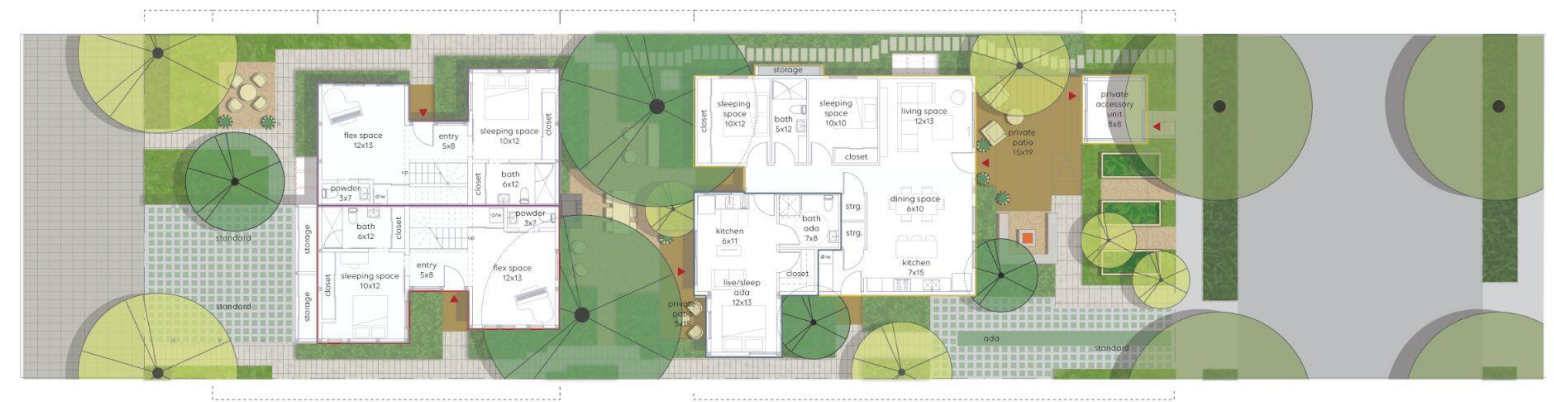 storage
sleeping space
10X12
closet
bath
5x12
sleeping space
10x10
closet
living space
12x13
private
accessory
unit
8x8
private
patio
15x19
flex space
12x13
entry
5x8
sleeping space
10x12
closet
up
closet
bath
6x12
powder
3x7
d/w
dining space
6x10
strg.
strg.
kitchen
7x15
kitchen
6x11
bath
ada
7x8
d/w
closet
live/sleep
ada
12x13
private
patio
5x15
standard
standard
storage
storage
bath
6x12
closet
closet
sleeping space
10x12
entry
5x8
up
d/w
powder
3x7
flex space
12x13
ada
standard